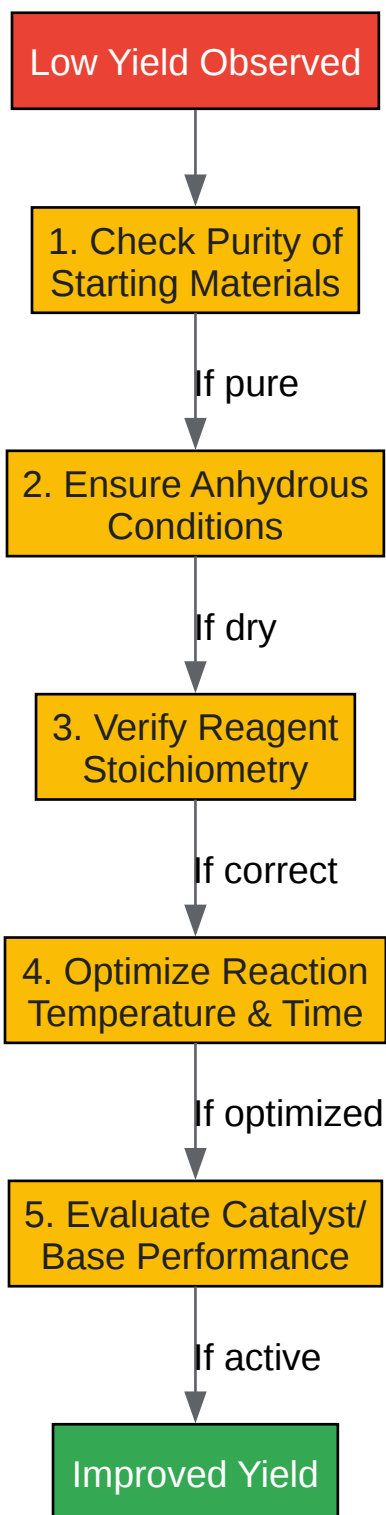 Low Yield Observed
1. Check Purity of
Starting Materials
If pure
2. Ensure Anhydrous
Conditions
If dry
3. Verify Reagent
Stoichiometry
If correct
4. Optimize Reaction
Temperature & Time
If optimized
5. Evaluate Catalyst/
Base Performance
If active
Improved Yield